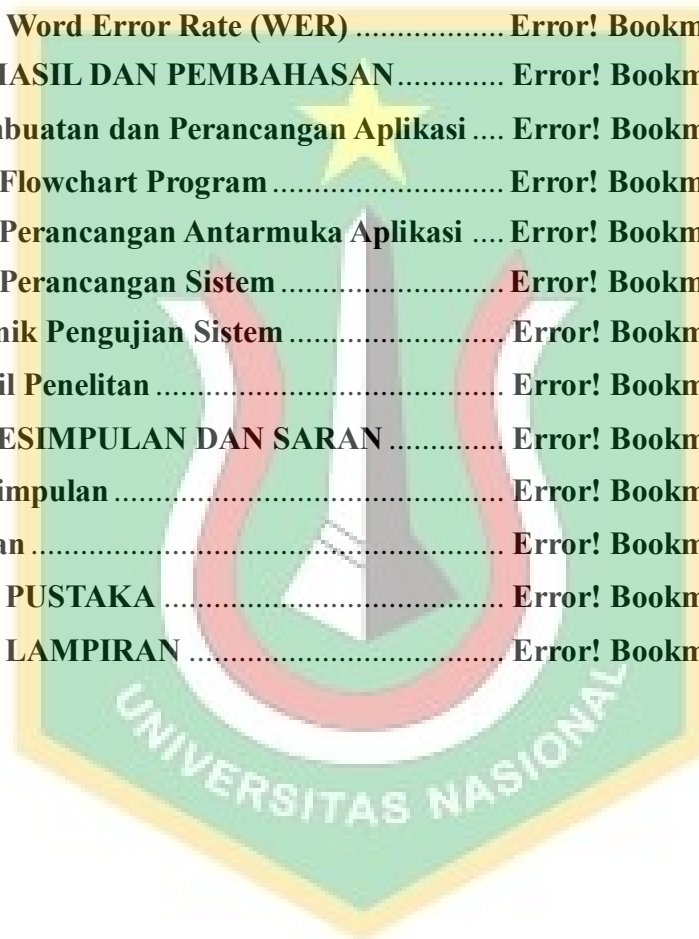 Word Error Rate (WER) ................. Error! Bookm
HASIL DAN PEMBAHASAN............ Error! Bookm
buatan dan Perancangan Aplikasi .... Error! Bookm
Flowchart Program .......................... Error! Bookm
Perancangan Antarmuka Aplikasi .... Error! Bookm
Perancangan Sistem ......................... Error! Bookm
nik Pengujian Sistem ........................ Error! Bookm
il Penelitan ....................................... Error! Bookm
ESIMPULAN DAN SARAN ............. Error! Bookm
impulan ............................................ Error! Bookm
an ..................................................... Error! Bookm
PUSTAKA ...................................... Error! Bookm
LAMPIRAN ................................... Error! Bookm
UNIVERSITAS NASIONAL